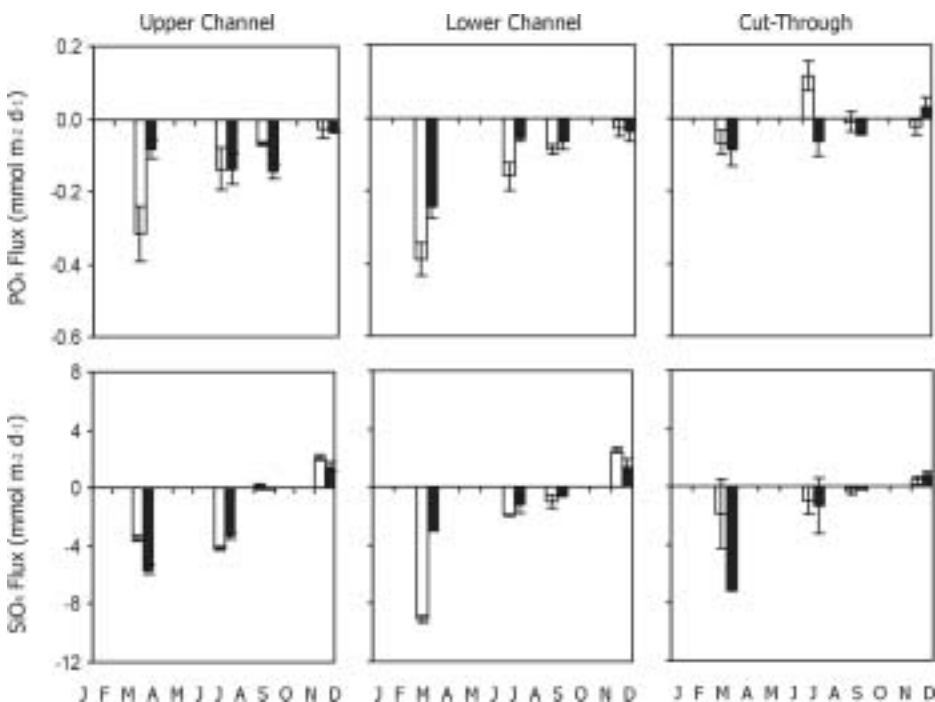 Upper Channel Lower Channel Cut-Through
PO₄ Flux (mmol m-2 d-1)
0.2
0.0
-0.2
-0.4
-0.6
SiO₄ Flux (mmol m-2 d-1)
8
4
0
-4
-8
-12
J F M A M J J A S O N D J F M A M J J A S O N D J F M A M J J A S O N D